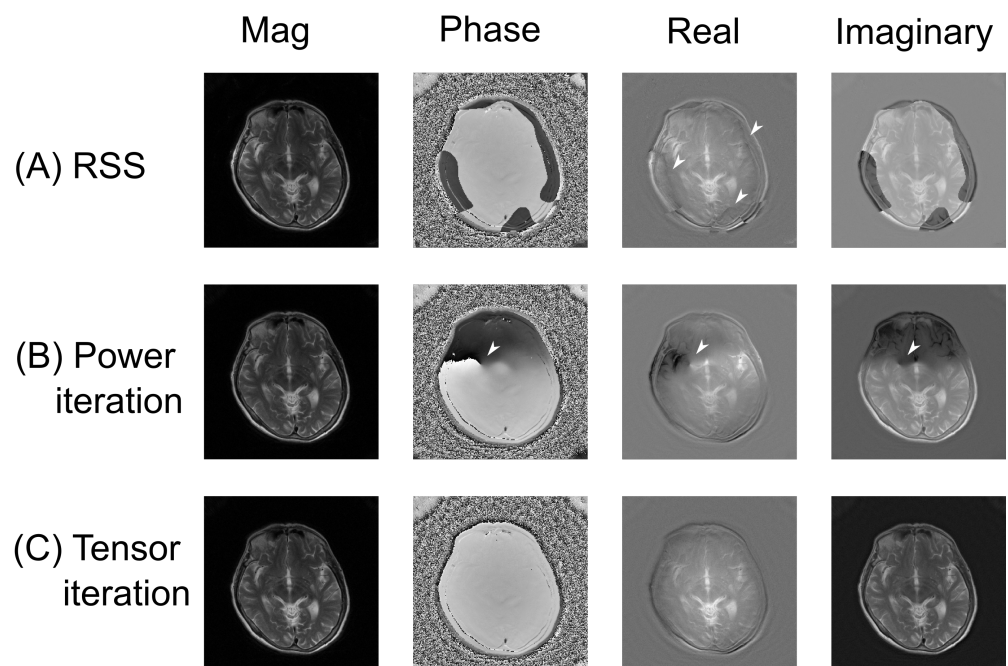 Mag Phase Real Imaginary
(A) RSS
(B) Power
iteration
(C) Tensor
iteration